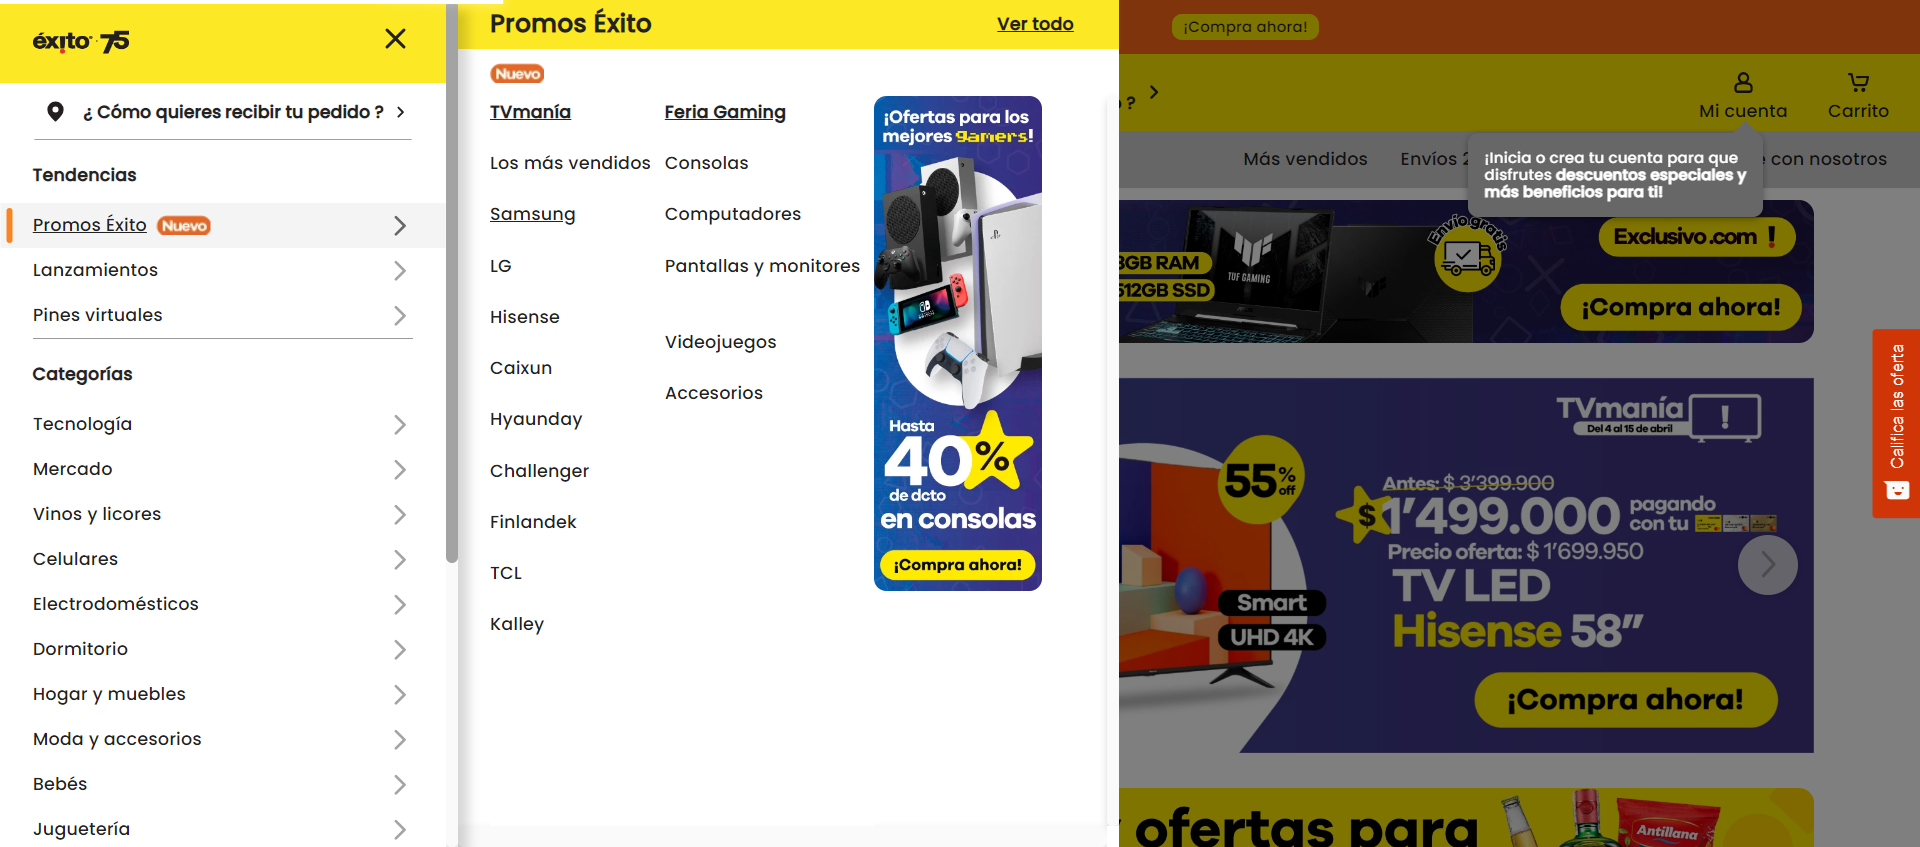 éxito · 75
¿ Cómo quieres recibir tu pedido ?
Tendencias
Promos Éxito Nuevo
Lanzamientos
Pines virtuales
Categorías
Tecnología
Mercado
Vinos y licores
Celulares
Electrodomésticos
Dormitorio
Hogar y muebles
Moda y accesorios
Bebés
Juguetería
Promos Éxito
Ver todo
Nuevo
TVmanía
Los más vendidos
Samsung
LG
Hisense
Caixun
Hyaunday
Challenger
Finlandek
TCL
Kalley
Feria Gaming
Consolas
Computadores
Pantallas y monitores
Videojuegos
Accesorios
¡Ofertas para los
mejores gamers!
Hasta
40%
de dcto
en consolas
¡Compra ahora!
¡Compra ahora!
?
Mi cuenta
Carrito
Más vendidos
Envíos 2
e con nosotros
¡Inicia o crea tu cuenta para que
disfrutes descuentos especiales y
más beneficios para ti!
8GB RAM
512GB SSD
TUF GAMING
Envío gratis
Exclusivo.com !
¡Compra ahora!
TVmanía !
Del 4 al 15 de abril
55% off
Antes: $ 3'399.900
$ 1'499.000 pagando
con tu
Precio oferta: $ 1'699.950
TV LED
Hisense 58"
Smart
UHD 4K
¡Compra ahora!
ofertas para
Antillana
Califica las oferta